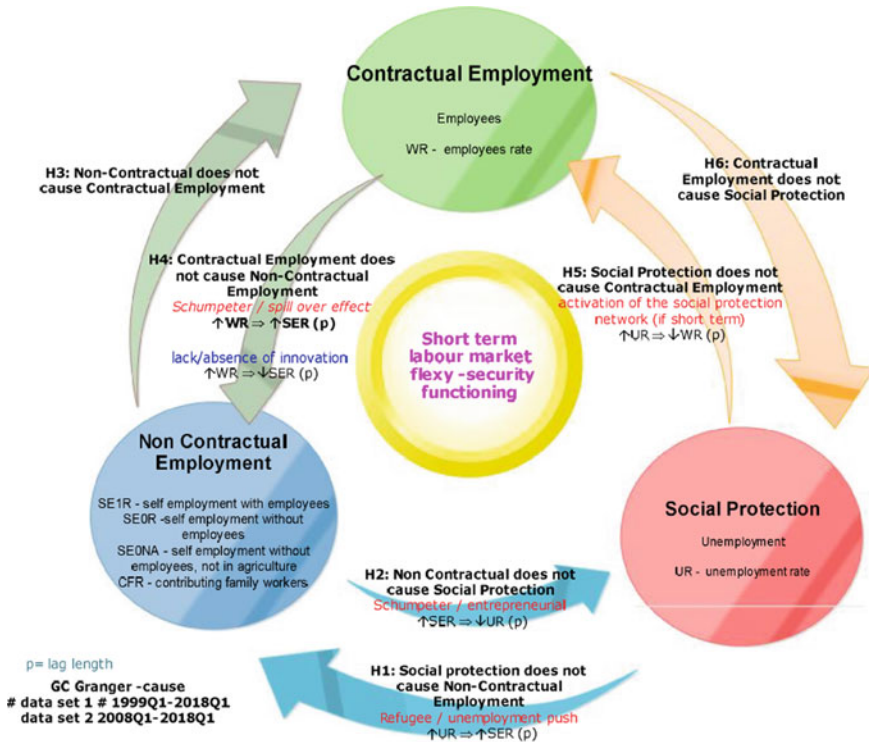 Contractual Employment
Employees
WR - employees rate
H3: Non-Contractual does not
cause Contractual Employment
H6: Contractual
Employment does not
cause Social Protection
H4: Contractual Employment does
not cause Non-Contractual
Employment
Schumpeter / spill over effect
↑WR ⇒ ↑SER (p)
lack/absence of innovation
↑WR ⇒ ↓SER (p)
H5: Social Protection does not
cause Contractual Employment
activation of the social protection
network (if short term)
↑UR ⇒ ↓WR (p)
Short term
labour market
flexy -security
functioning
Non Contractual
Employment
SE1R - self employment with employees
SE0R -self employment without
employees
SE0NA - self employment without
employees, not in agriculture
CFR - contributing family workers
Social Protection
Unemployment
UR - unemployment rate
H2: Non Contractual does not
cause Social Protection
Schumpeter / entrepreneurial
↑SER ⇒ ↓UR (p)
H1: Social protection does not
cause Non-Contractual
Employment
Refugee / unemployment push
↑UR ⇒ ↑SER (p)
p= lag length
GC Granger -cause
# data set 1 # 1999Q1-2018Q1
data set 2 2008Q1-2018Q1